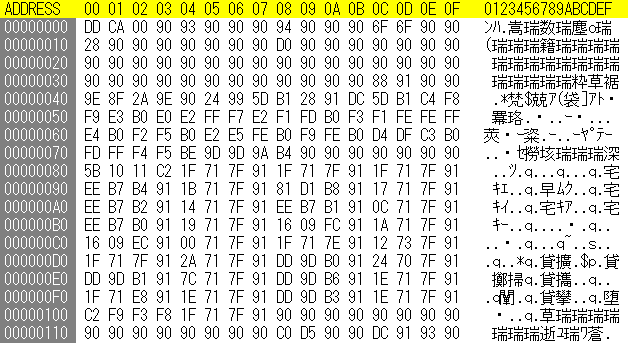 ADDRESS 00 01 02 03 04 05 06 07 08 09 0A 0B 0C 0D 0E 0F 0123456789ABCDEF
00000000 DD CA 00 90 93 90 90 90 94 90 90 90 6F 6F 90 90 ﾝﾊ.嵩瑞数瑞塵o瑞
00000010 28 90 90 90 90 90 90 90 D0 90 90 90 90 90 90 90 (瑞瑞瑞籍瑞瑞瑞瑞
00000020 90 90 90 90 90 90 90 90 90 90 90 90 90 90 90 90 瑞瑞瑞瑞瑞瑞瑞瑞
00000030 90 90 90 90 90 90 90 90 90 90 90 90 88 91 90 90 瑞瑞瑞瑞瑞粋草裾
00000040 9E 8F 2A 9E 90 24 99 5D B1 28 91 DC 5D B1 C4 F8 .*梵$兢ｱ(袋]ｱﾄ・
00000050 F9 E3 B0 E0 E2 FF F7 E2 F1 FD B0 F3 F1 FE FE FF 羈珞.・..・...
00000060 E4 B0 F2 F5 B0 E2 E5 FE B0 F9 FE B0 D4 DF C3 B0 莢・ｰ粲.ｰ..ｰﾔﾟﾃｰ
00000070 FD FF F4 F5 BE 9D 9D 9A B4 90 90 90 90 90 90 90 ..・ｾ撈垓瑞瑞瑞深
00000080 5B 10 11 C2 1F 71 7F 91 1F 71 7F 91 1F 71 7F 91 ..ﾂ.q...q...q.宅
00000090 EE B7 B4 91 1B 71 7F 91 81 D1 B8 91 17 71 7F 91 ｷｴ..q.早ﾑｸ..q.宅
000000A0 EE B7 B2 91 14 71 7F 91 EE B7 B1 91 0C 71 7F 91 ｷｲ..q.宅ｷｱ..q.宅
000000B0 EE B7 B0 91 19 71 7F 91 16 09 FC 91 1A 71 7F 91 ｷｰ..q....・.q..
000000C0 16 09 EC 91 00 71 7F 91 1F 71 7E 91 12 73 7F 91 ..・.q...q~..s..
000000D0 1F 71 7F 91 2A 71 7F 91 DD 9D B0 91 24 70 7F 91 .q..*q.貸擴.$p.貸
000000E0 DD 9D B1 91 7C 71 7F 91 DD 9D B6 91 1E 71 7F 91 擲掃q.貸攜..q..
000000F0 1F 71 E8 91 1E 71 7F 91 DD 9D B3 91 1E 71 7F 91 .q闡.q.貸攀..q.堕
00000100 C2 F9 F3 F8 1F 71 7F 91 90 90 90 90 90 90 90 90 ・..q.草瑞瑞瑞瑞
00000110 90 90 90 90 90 90 90 90 C0 D5 90 90 DC 91 93 90 瑞瑞瑞逝ﾕ瑞ﾜ蒼.